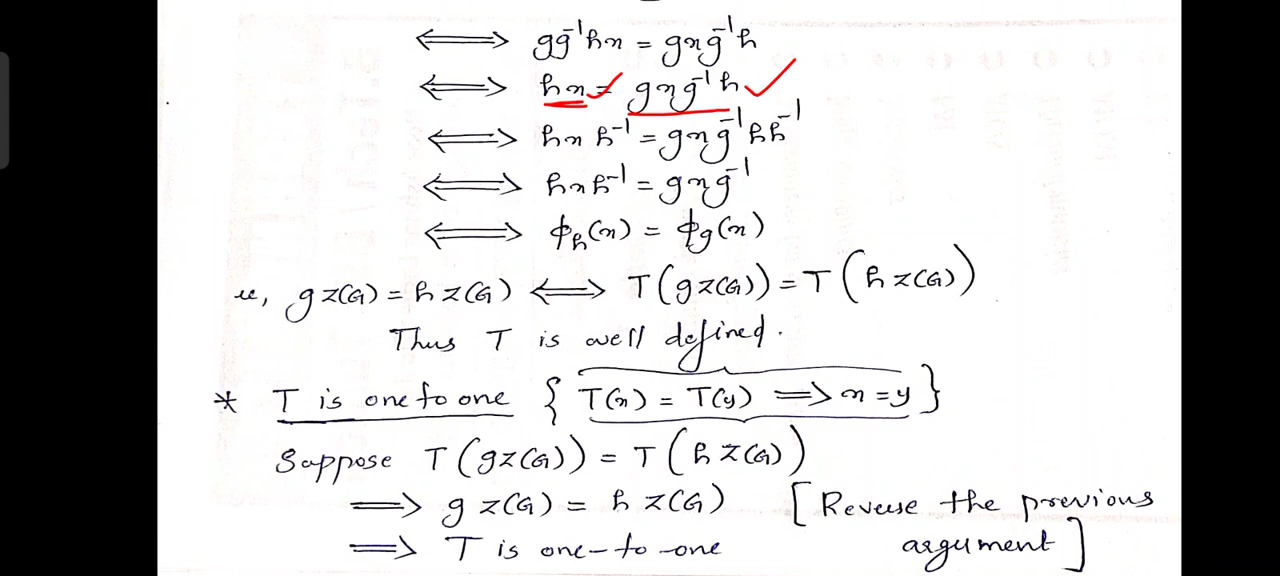 ⟺ gg⁻¹hx = gxg⁻¹h
⟺ hx = gxg⁻¹h
⟺ hxh⁻¹ = gxg⁻¹hh⁻¹
⟺ hxh⁻¹ = gxg⁻¹
⟺ ϕₕ(x) = ϕg(x)
ie, gZ(G) = hZ(G) ⟺ T(gZ(G)) = T(hZ(G))
Thus T is well defined.
* T is one to one { T(x) = T(y) ⟹ x = y }
Suppose T(gZ(G)) = T(hZ(G))
⟹ gZ(G) = hZ(G) [Reverse the previous
⟹ T is one-to-one argument]